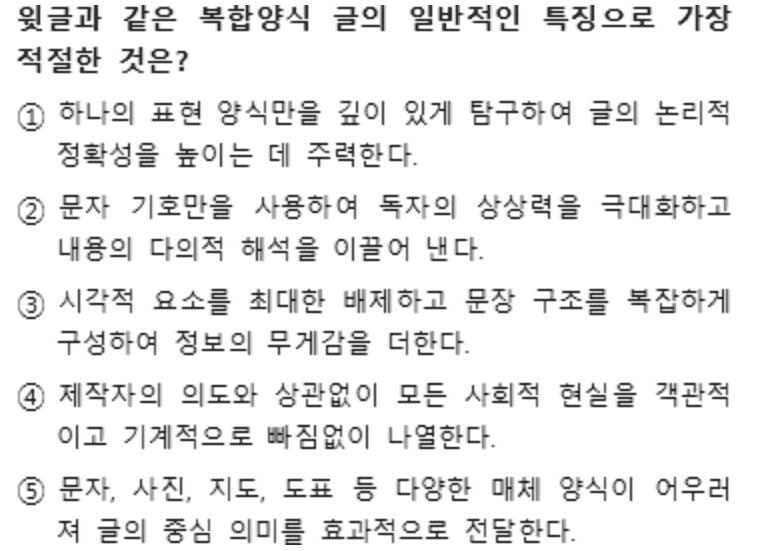 윗글과 같은 복합양식 글의 일반적인 특징으로 가장
적절한 것은?
① 하나의 표현 양식만을 깊이 있게 탐구하여 글의 논리적
정확성을 높이는 데 주력한다.
② 문자 기호만을 사용하여 독자의 상상력을 극대화하고
내용의 다의적 해석을 이끌어 낸다.
③ 시각적 요소를 최대한 배제하고 문장 구조를 복잡하게
구성하여 정보의 무게감을 더한다.
④ 제작자의 의도와 상관없이 모든 사회적 현실을 객관적
이고 기계적으로 빠짐없이 나열한다.
⑤ 문자, 사진, 지도, 도표 등 다양한 매체 양식이 어우러
져 글의 중심 의미를 효과적으로 전달한다.